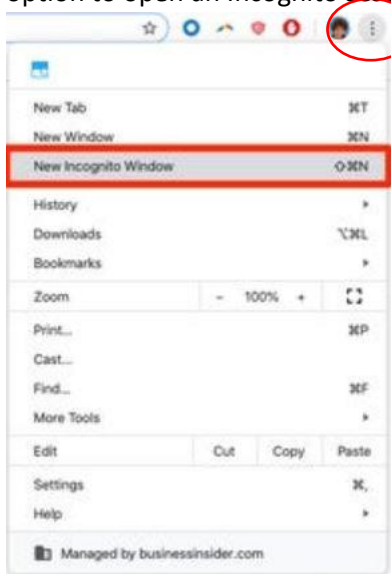 option to open an incognito
New Tab ⌘T
New Window ⌘N
New Incognito Window ⇧⌘N
History
Downloads ⌥⌘L
Bookmarks
Zoom - 100% +
Print... ⌘P
Cast...
Find... ⌘F
More Tools
Edit Cut Copy Paste
Settings ⌘,
Help
Managed by businessinsider.com